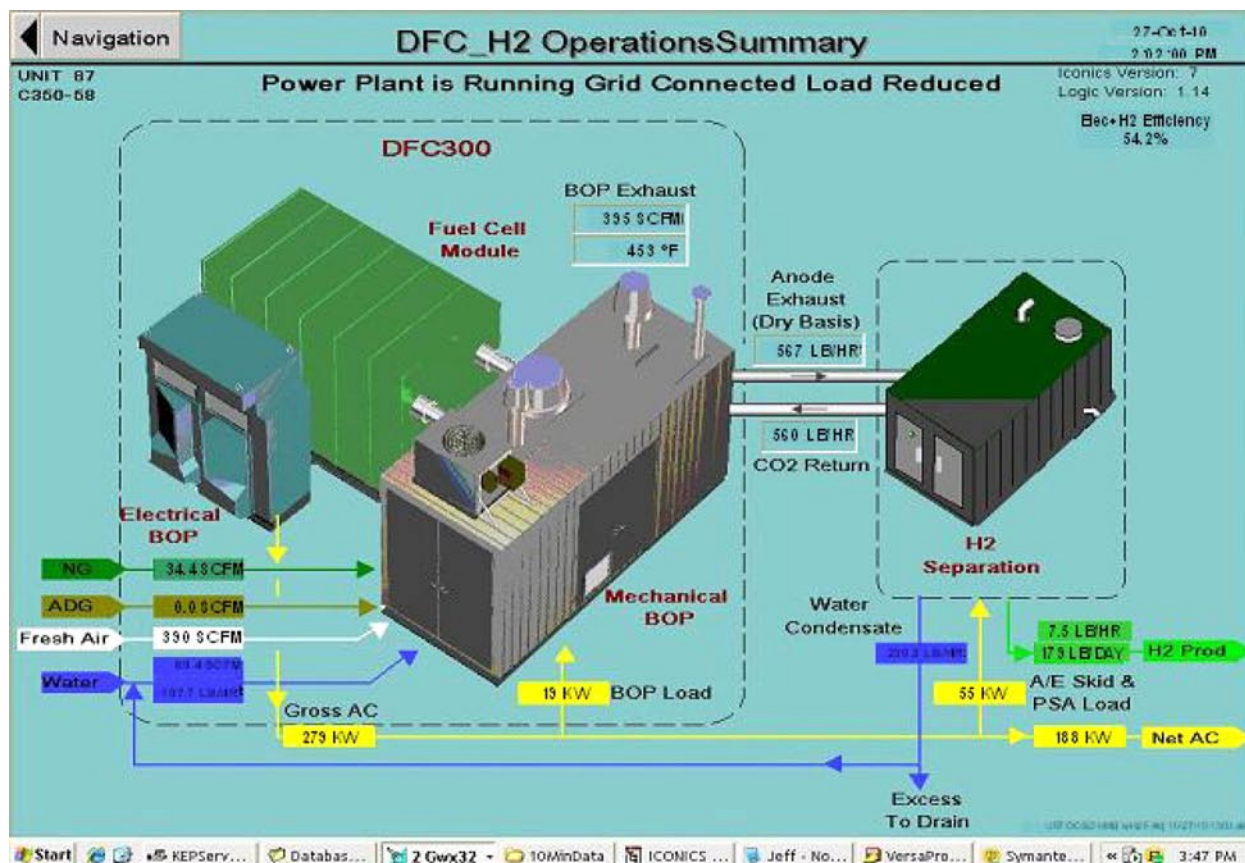 Navigation
DFC_H2 OperationsSummary
27-Oct-10
2:02:00 PM
UNIT 87
C350-58
Power Plant is Running Grid Connected Load Reduced
Iconics Version: 7
Logic Version: 1.14
Elec+H2 Efficiency
54.2%
DFC300
BOP Exhaust
395 SCFM
453 °F
Fuel Cell
Module
Anode
Exhaust
(Dry Basis)
567 LB/HR
560 LB/HR
CO2 Return
Electrical
BOP
H2
Separation
Mechanical
BOP
NG
34.4 SCFM
ADG
0.0 SCFM
Fresh Air
390 SCFM
Water
Water
Condensate
7.5 LB/HR
179 LB/DAY
H2 Prod
19 KW
BOP Load
55 KW
A/E Skid &
PSA Load
Gross AC
279 KW
188 KW
Net AC
Excess
To Drain
Start
KEPServ...
Databas...
2 Gwx32
10MinData
ICONICS ...
Jeff - No...
VersaPro...
Symante...
3:47 PM